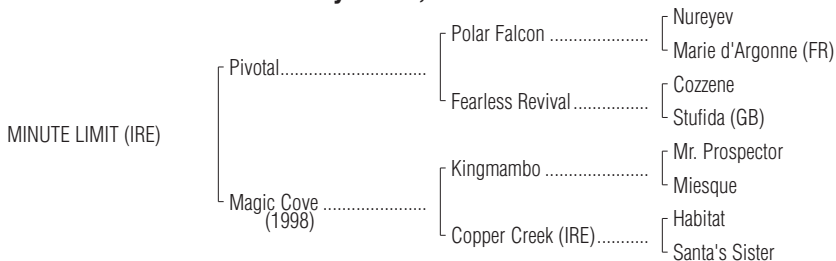 Nureyev
Polar Falcon ......................
Marie d'Argonne (FR)
Pivotal................................
Cozzene
Fearless Revival.................
Stufida (GB)
MINUTE LIMIT (IRE)
Mr. Prospector
Kingmambo .......................
Miesque
Magic Cove .......................
(1998)
Habitat
Copper Creek (IRE)...........
Santa's Sister